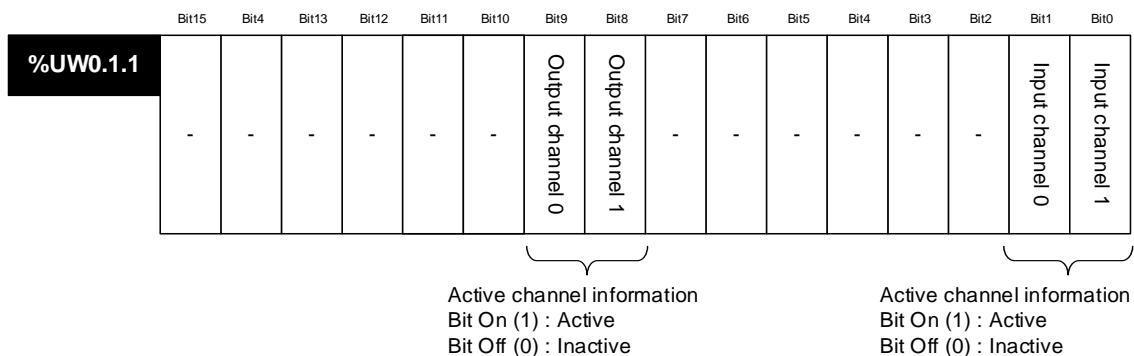 Bit15 Bit4 Bit13 Bit12 Bit11 Bit10 Bit9 Bit8 Bit7 Bit6 Bit5 Bit4 Bit3 Bit2 Bit1 Bit0
%UW0.1.1
- - - - - - Output channel 0 Output channel 1 - - - - - - Input channel 0 Input channel 1
Active channel information
Bit On (1) : Active
Bit Off (0) : Inactive
Active channel information
Bit On (1) : Active
Bit Off (0) : Inactive